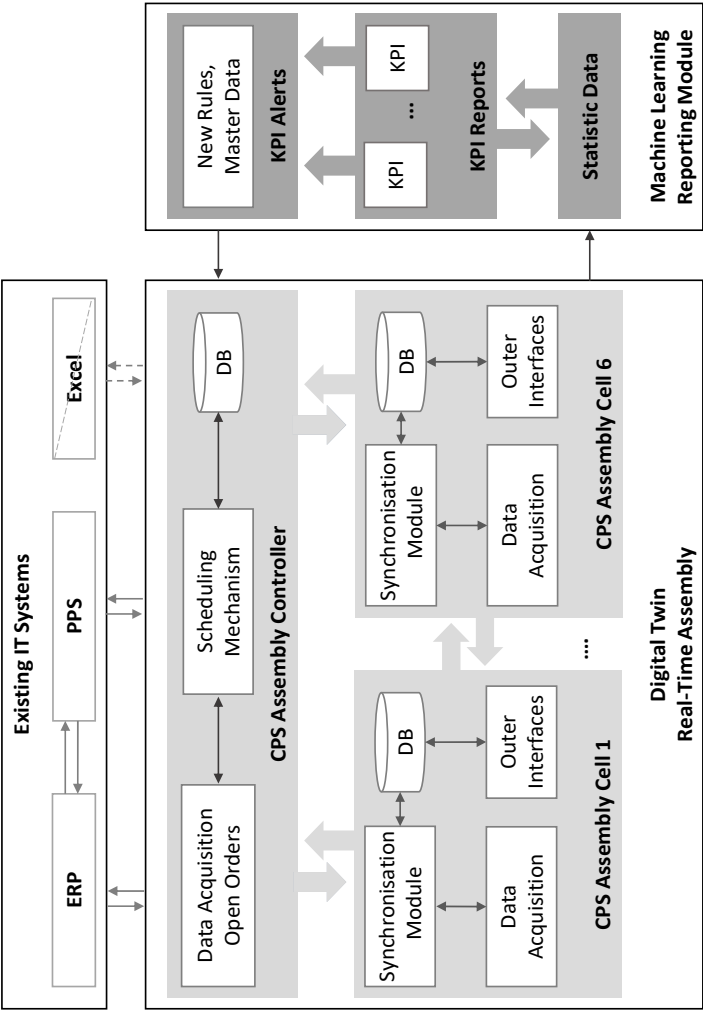 Existing IT Systems
ERP
PPS
Excel
Data Acquisition
Open Orders
Scheduling
Mechanism
DB
CPS Assembly Controller
Synchronisation
Module
DB
Data
Acquisition
Outer
Interfaces
CPS Assembly Cell 1
....
Synchronisation
Module
DB
Data
Acquisition
Outer
Interfaces
CPS Assembly Cell 6
Digital Twin
Real-Time Assembly
New Rules,
Master Data
KPI Alerts
KPI
...
KPI
KPI Reports
Statistic Data
Machine Learning
Reporting Module